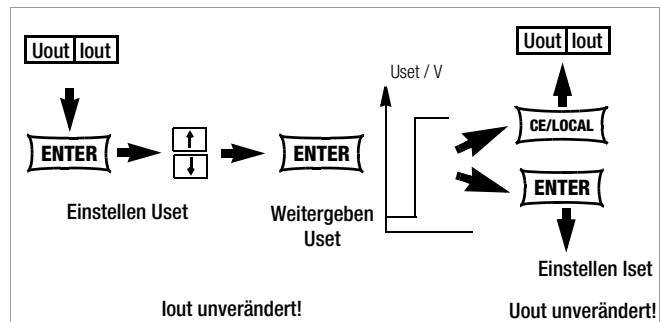 Uout Iout
ENTER
↑
↓
Einstellen Uset
ENTER
Weitergeben
Uset
Uset / V
Uout Iout
CE/LOCAL
ENTER
Einstellen Iset
Iout unverändert!
Uout unverändert!